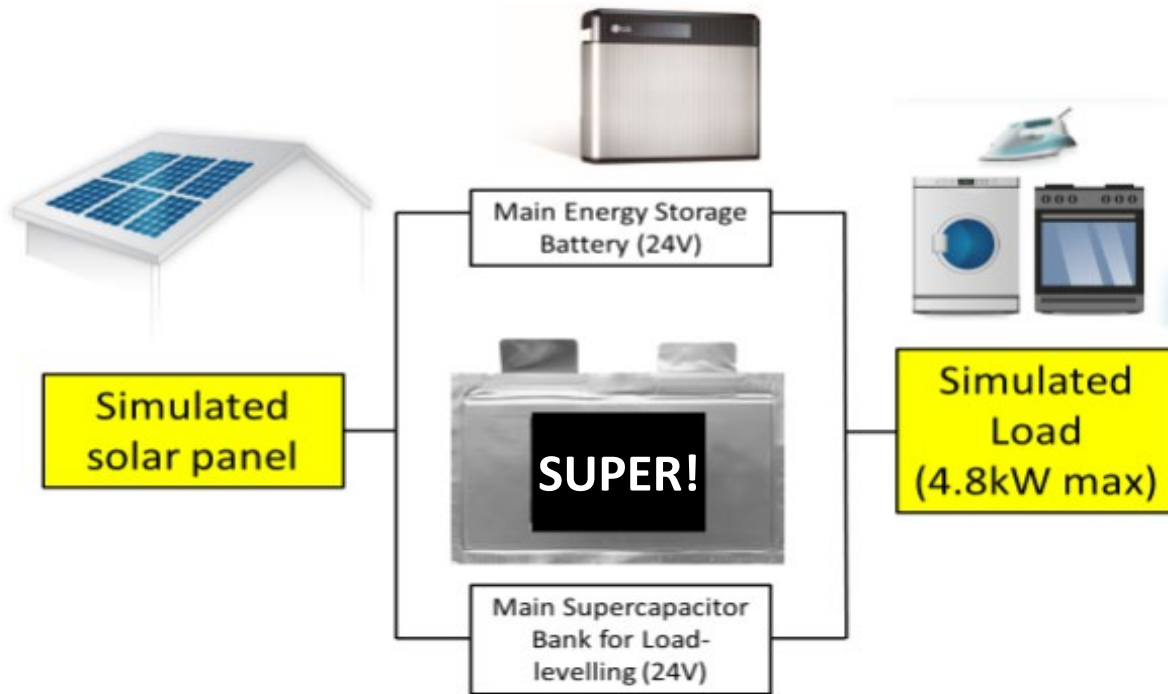 Main Energy Storage
Battery (24V)
Simulated
solar panel
SUPER!
Simulated
Load
(4.8kW max)
Main Supercapacitor
Bank for Load-
levelling (24V)